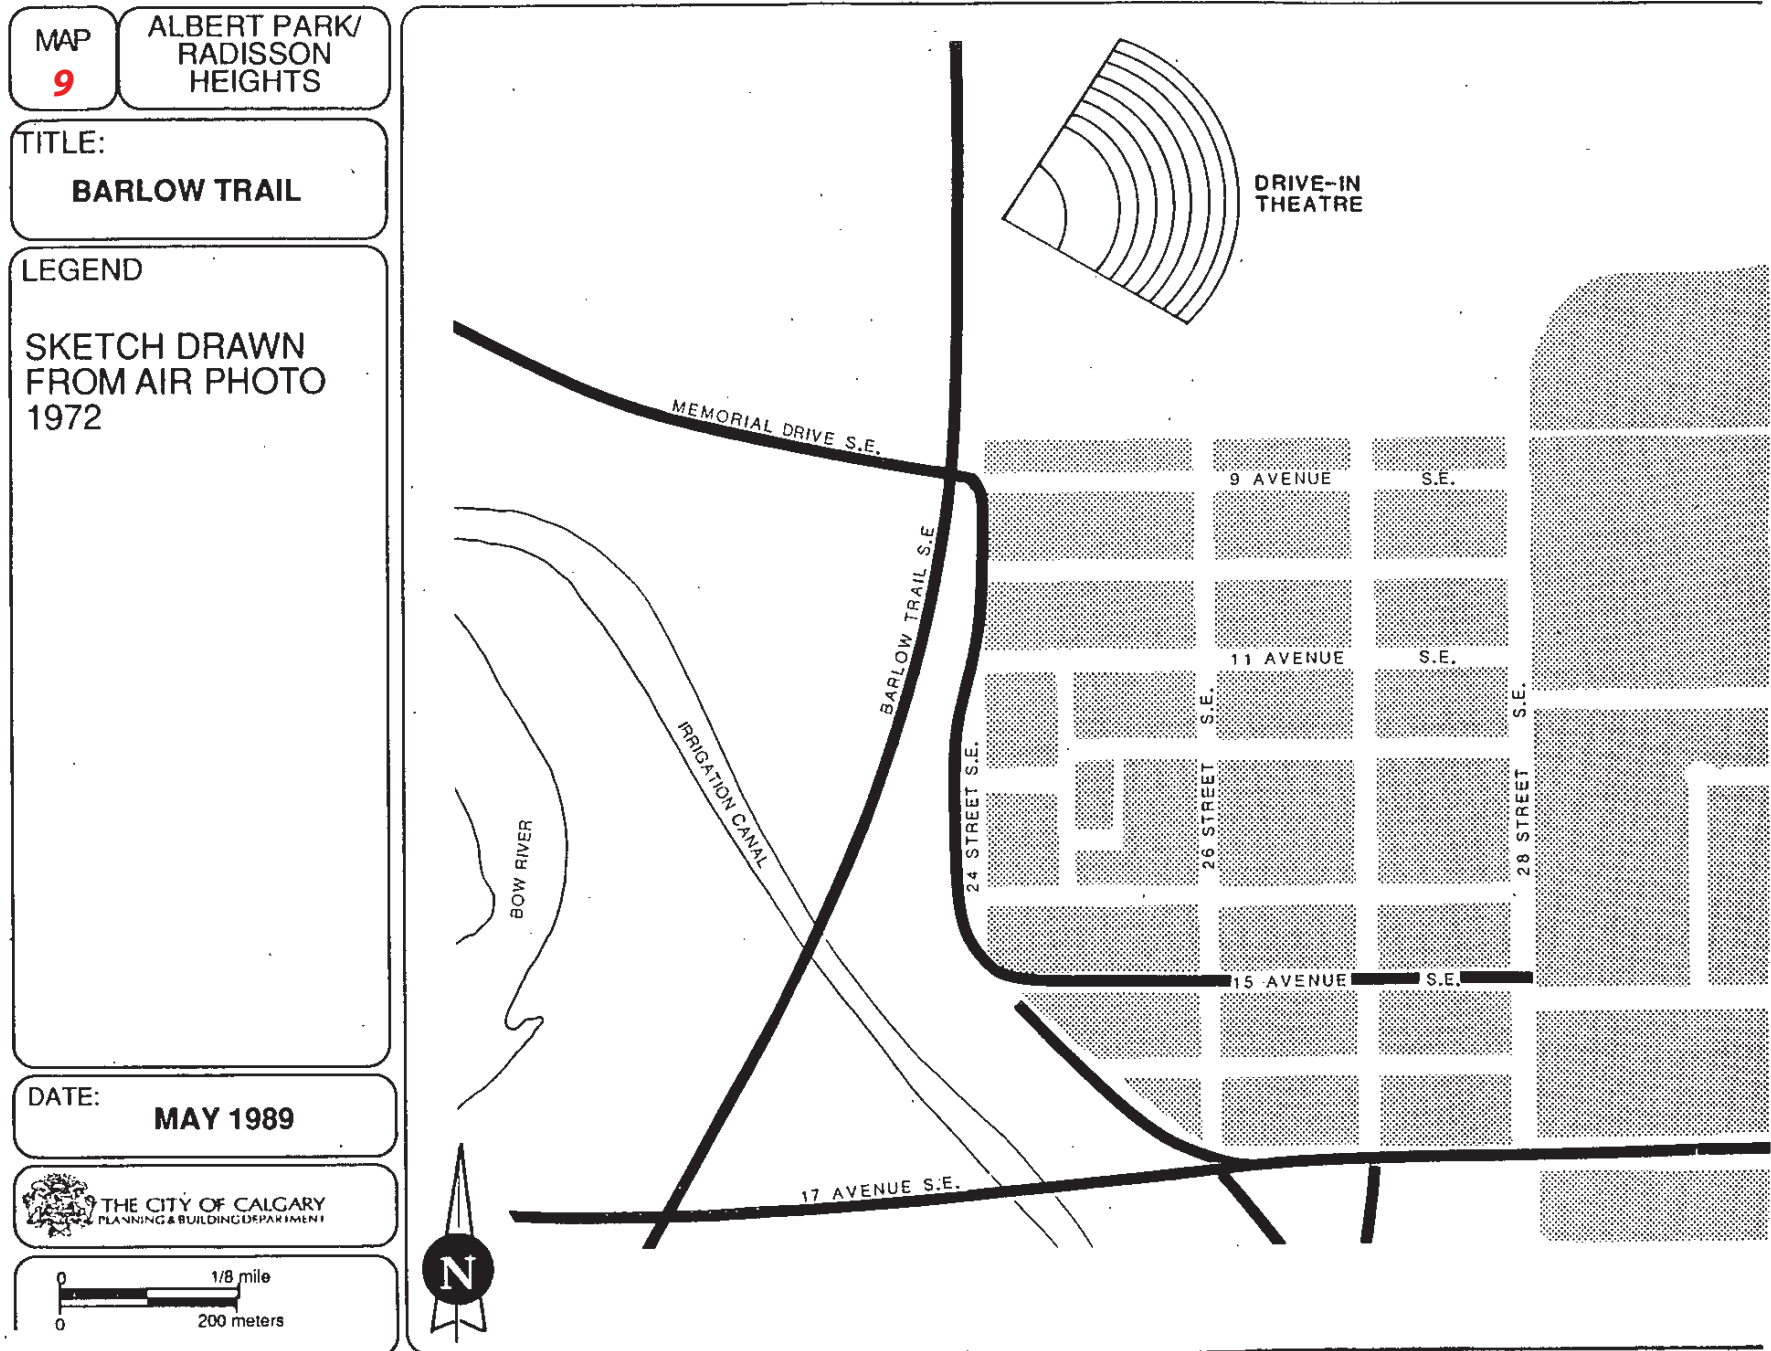 MAP
9
ALBERT PARK/
RADISSON
HEIGHTS
TITLE:
BARLOW TRAIL
LEGEND
SKETCH DRAWN
FROM AIR PHOTO
1972
DATE:
MAY 1989
THE CITY OF CALGARY
PLANNING & BUILDING DEPARTMENT
0
1/8 mile
0
200 meters
N
DRIVE-IN
THEATRE
MEMORIAL DRIVE S.E.
BARLOW TRAIL S.E
IRRIGATION CANAL
BOW RIVER
9 AVENUE S.E.
11 AVENUE S.E.
24 STREET S.E.
26 STREET S.E.
28 STREET S.E.
15 AVENUE S.E.
17 AVENUE S.E.